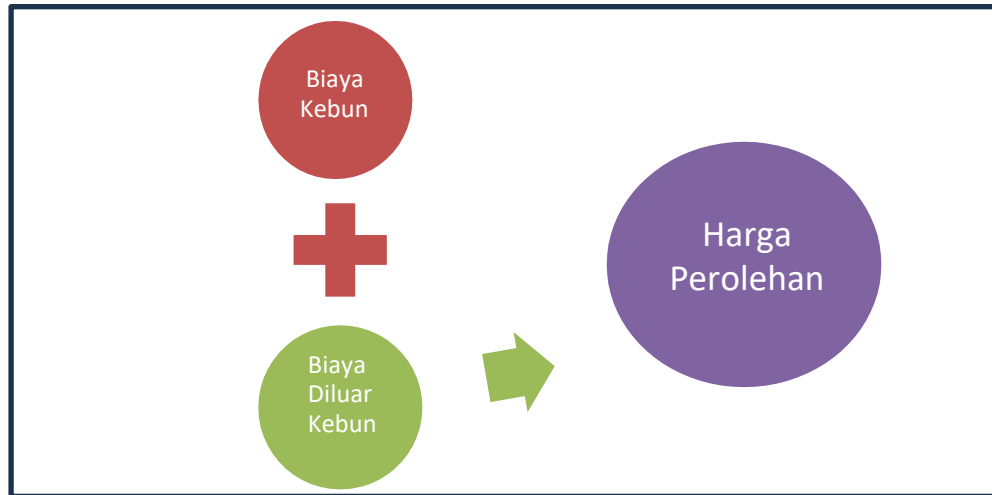 Biaya
Kebun
Biaya
Diluar
Kebun
Harga
Perolehan